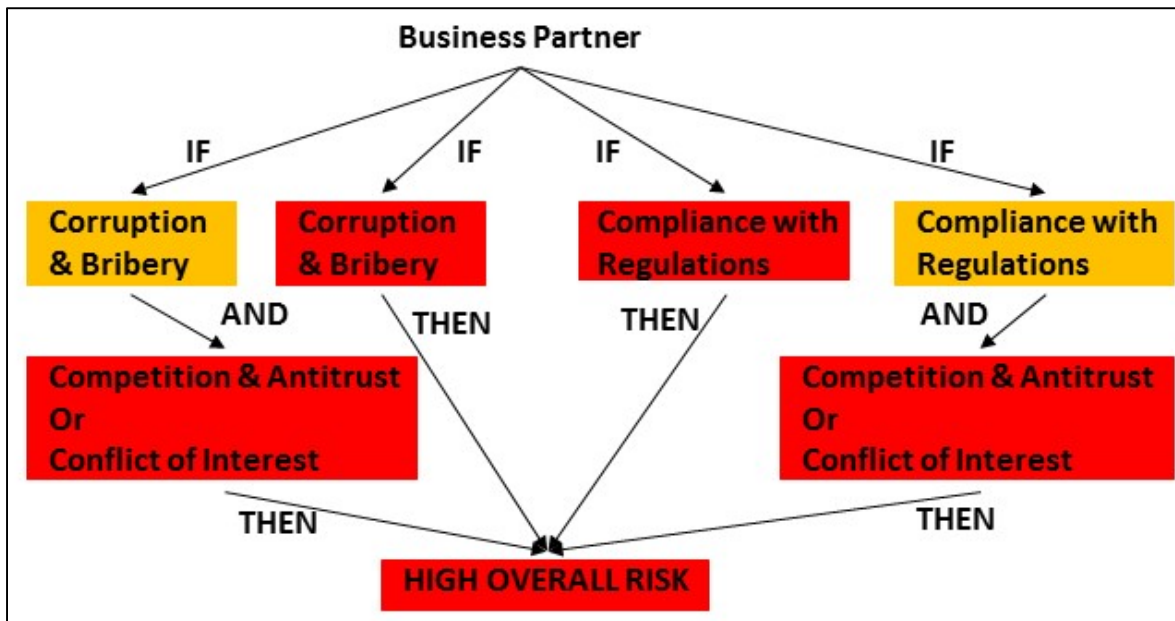 Business Partner
IF
IF
IF
IF
Corruption
& Bribery
Corruption
& Bribery
Compliance with
Regulations
Compliance with
Regulations
AND
THEN
THEN
AND
Competition & Antitrust
Or
Conflict of Interest
Competition & Antitrust
Or
Conflict of Interest
THEN
THEN
HIGH OVERALL RISK